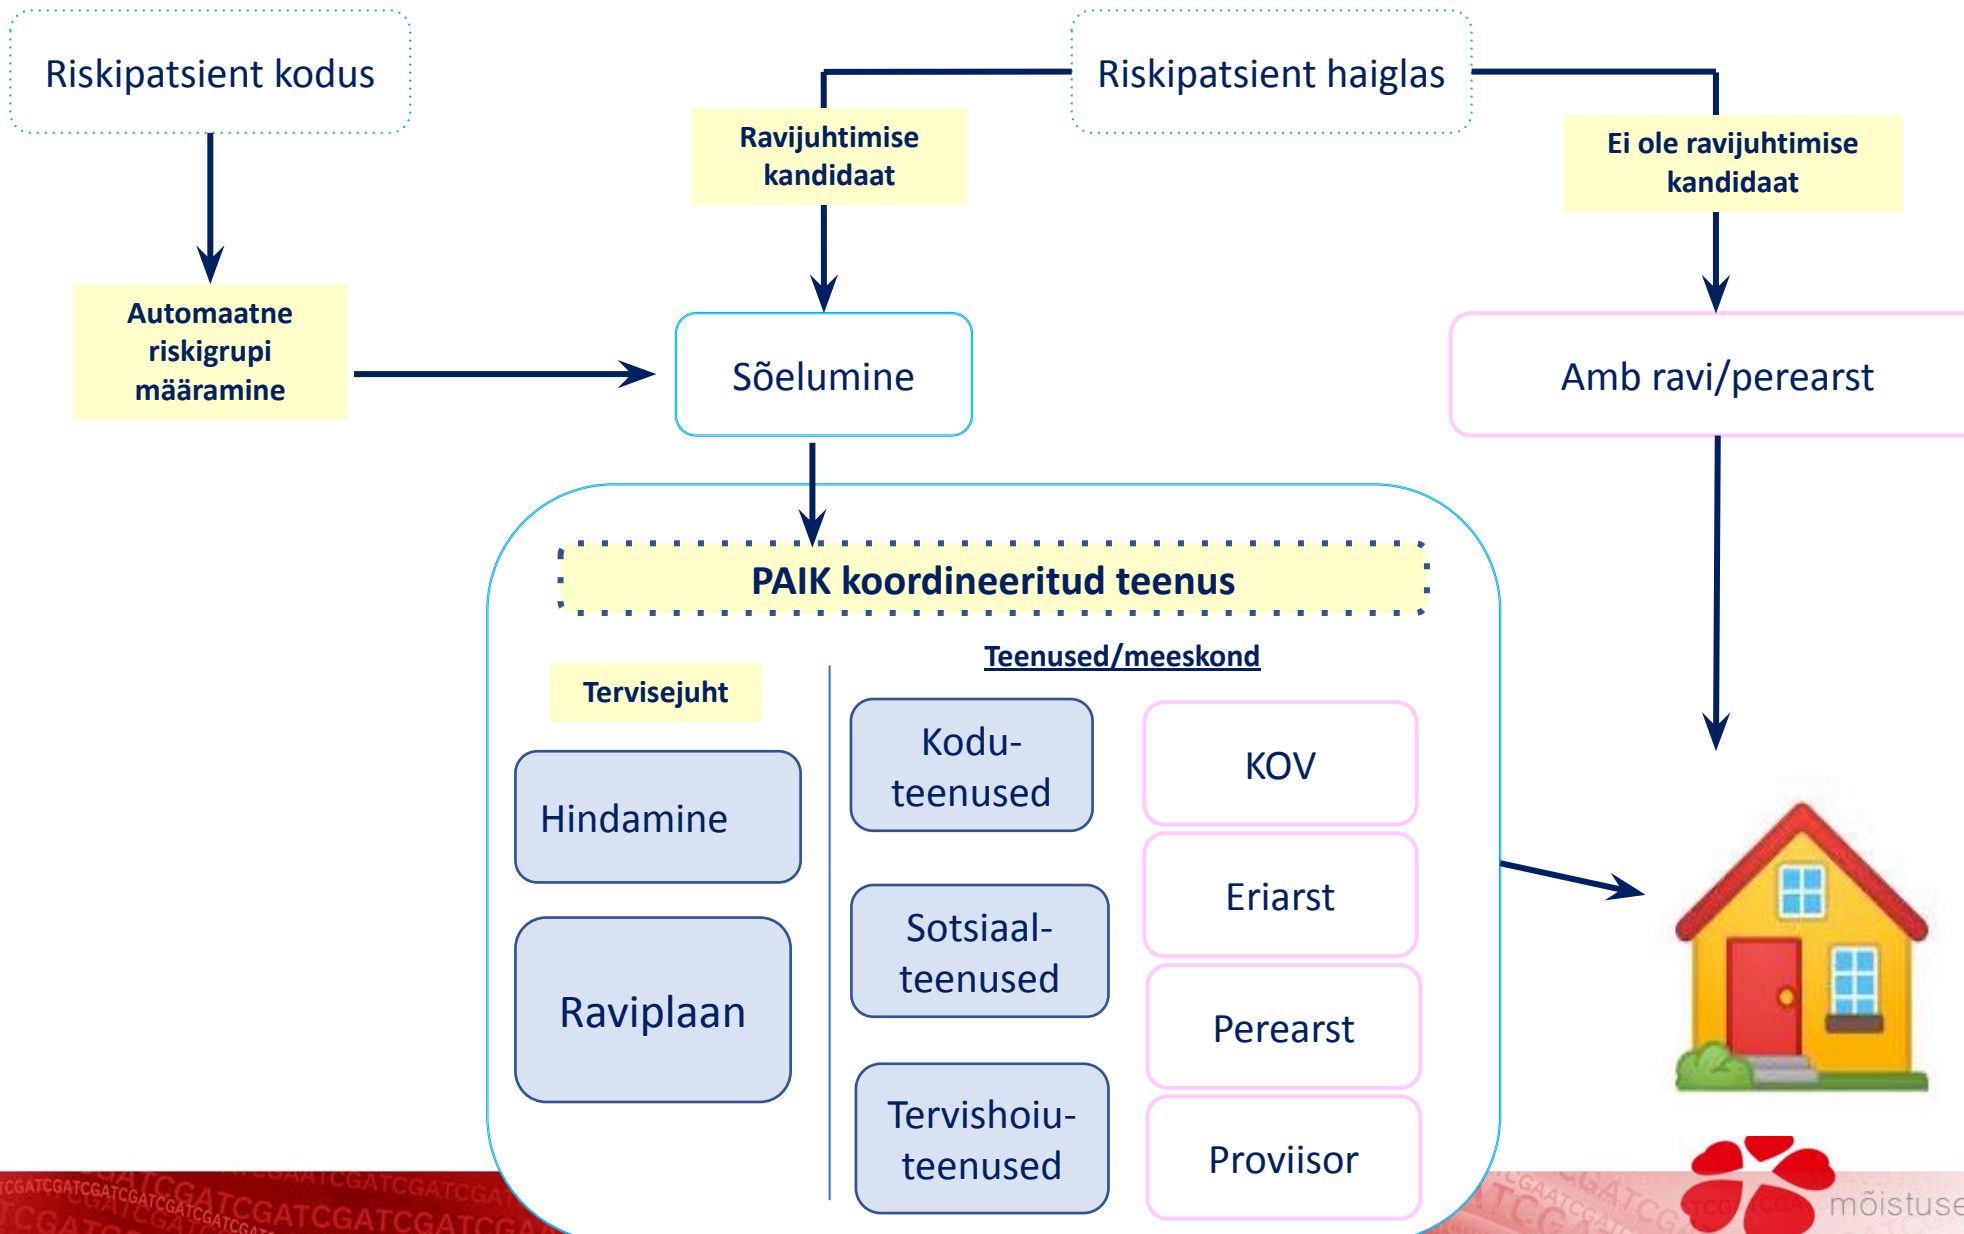 Riskipatsient kodus
Riskipatsient haiglas
Ravijuhtimise
kandidaat
Ei ole ravijuhtimise
kandidaat
Automaatne
riskigrupi
määramine
Sõelumine
Amb ravi/perearst
PAIK koordineeritud teenus
Tervisejuht
Teenused/meeskond
Hindamine
Raviplaan
Kodu-
teenused
Sotsiaal-
teenused
Tervishoiu-
teenused
KOV
Eriarst
Perearst
Proviisor
mõistuse